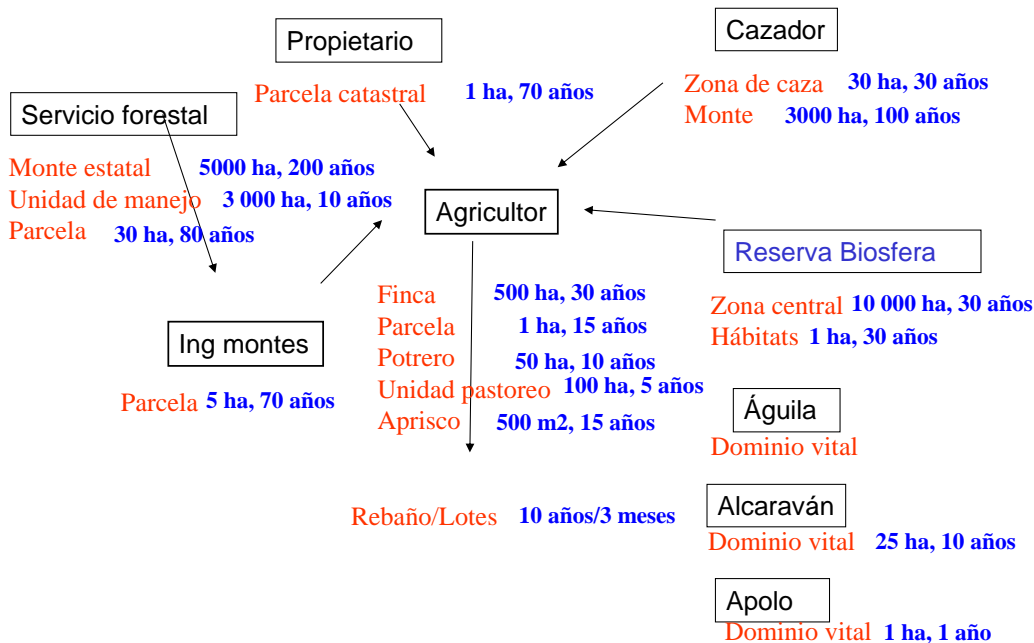 Propietario
Parcela catastral 1 ha, 70 años
Cazador
Zona de caza 30 ha, 30 años
Monte 3000 ha, 100 años
Servicio forestal
Monte estatal 5000 ha, 200 años
Unidad de manejo 3 000 ha, 10 años
Parcela 30 ha, 80 años
Agricultor
Finca 500 ha, 30 años
Parcela 1 ha, 15 años
Potrero 50 ha, 10 años
Unidad pastoreo 100 ha, 5 años
Aprisco 500 m2, 15 años
Reserva Biosfera
Zona central 10 000 ha, 30 años
Hábitats 1 ha, 30 años
Ing montes
Parcela 5 ha, 70 años
Águila
Dominio vital
Rebaño/Lotes 10 años/3 meses
Alcaraván
Dominio vital 25 ha, 10 años
Apolo
Dominio vital 1 ha, 1 año